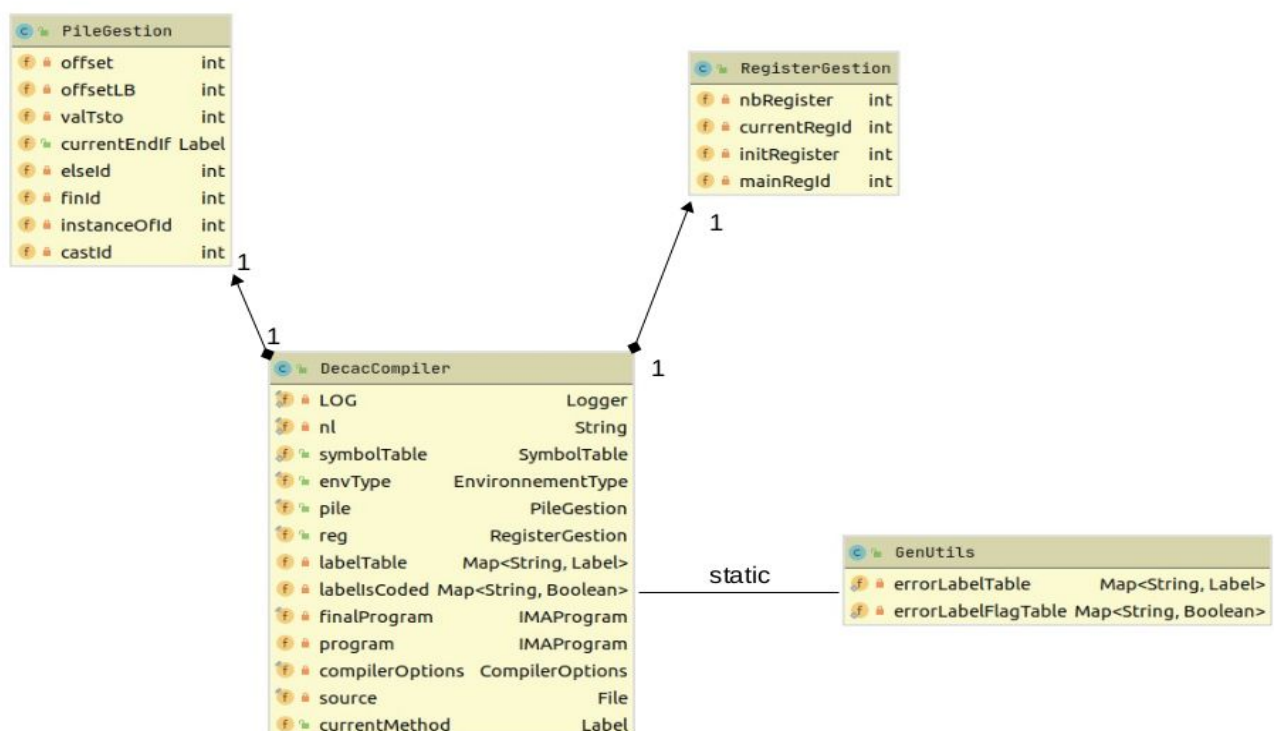 PileGestion
offset int
offsetLB int
valTsto int
currentEndIf Label
elseId int
finId int
instanceOfId int
castId int
1
RegisterGestion
nbRegister int
currentRegId int
initRegister int
mainRegId int
1
1
1
DecacCompiler
LOG Logger
nl String
symbolTable SymbolTable
envType EnvironnementType
pile PileGestion
reg RegisterGestion
labelTable Map<String, Label>
labelIsCoded Map<String, Boolean>
finalProgram IMAProgram
program IMAProgram
compilerOptions CompilerOptions
source File
currentMethod Label
static
GenUtils
errorLabelTable Map<String, Label>
errorLabelFlagTable Map<String, Boolean>